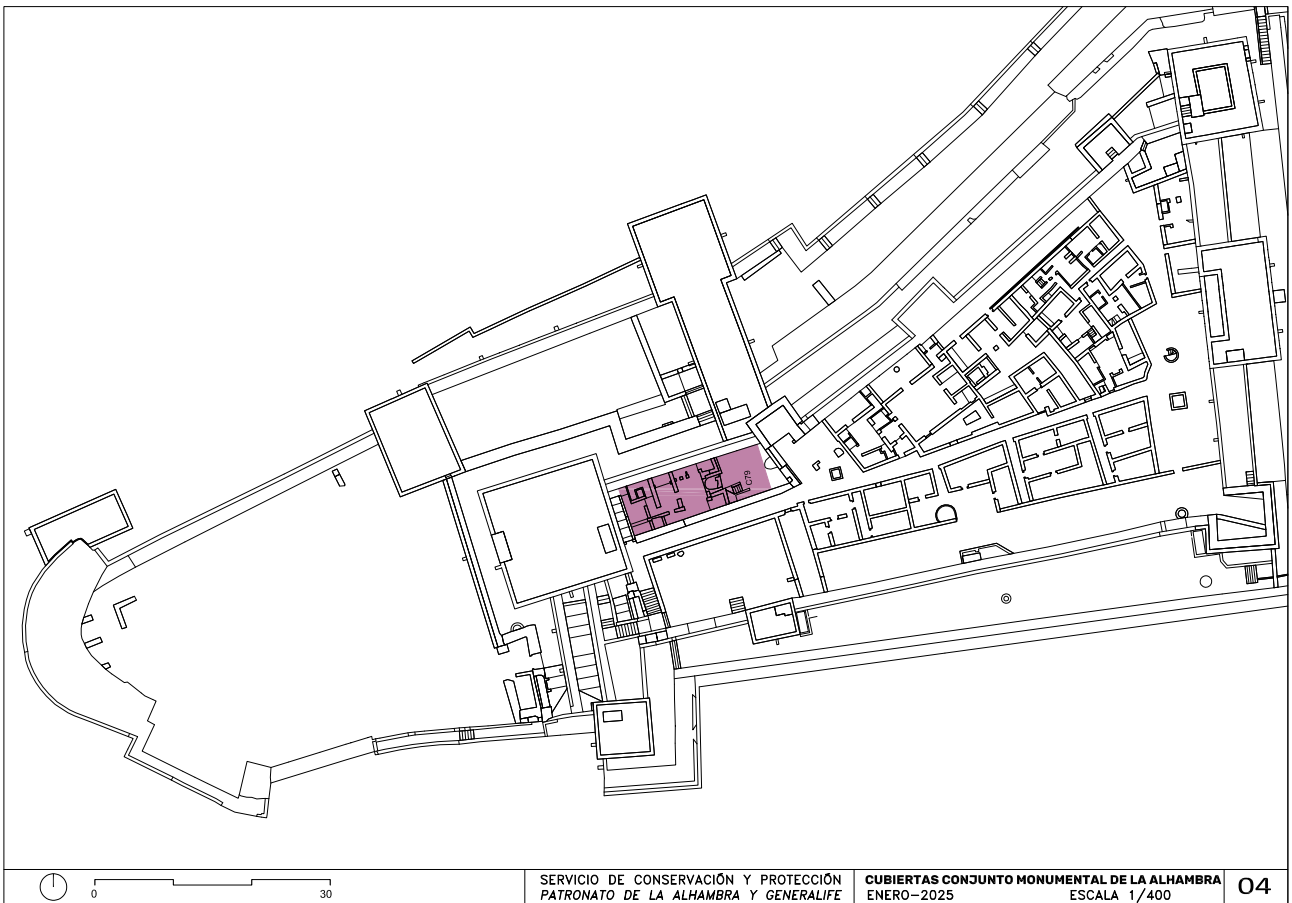 C79
0
30
SERVICIO DE CONSERVACIÓN Y PROTECCIÓN
PATRONATO DE LA ALHAMBRA Y GENERALIFE
CUBIERTAS CONJUNTO MONUMENTAL DE LA ALHAMBRA
ENERO-2025 ESCALA 1/400
04